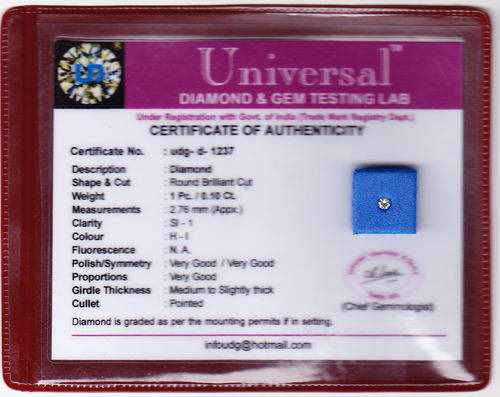 UD
Universal™
DIAMOND & GEM TESTING LAB
Under Registration with Govt. of India (Trade Mark Registry Dept.)
CERTIFICATE OF AUTHENTICITY
Certificate No. : udg- d- 1237
Description : Diamond
Shape & Cut : Round Brilliant Cut
Weight : 1 Pc. / 0.10 Ct.
Measurements : 2.76 mm (Appx.)
Clarity : SI - 1
Colour : H - I
Fluorescence : N.A.
Polish/Symmetry : Very Good / Very Good
Proportions : Very Good
Girdle Thickness : Medium to Slightly thick
Cullet : Pointed
(Chief Gemmologist)
Diamond is graded as per the mounting permits if in setting.
infoudg@hotmail.com